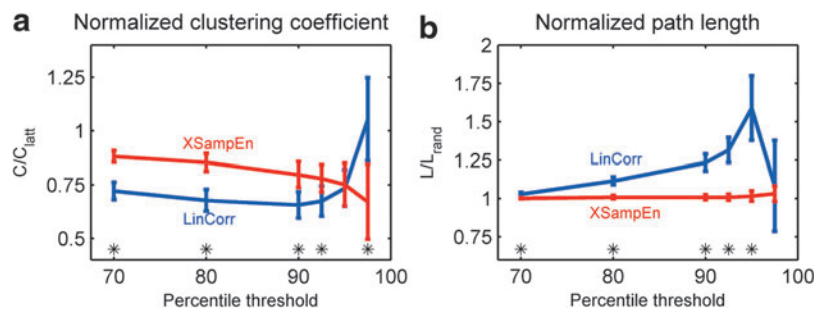 a Normalized clustering coefficient
C/C_latt
1.25
1
0.75
0.5
XSampEn
LinCorr
* * * * *
70 80 90 100
Percentile threshold
b Normalized path length
L/L_rand
2
1.75
1.5
1.25
1
0.75
LinCorr
XSampEn
* * * * *
70 80 90 100
Percentile threshold